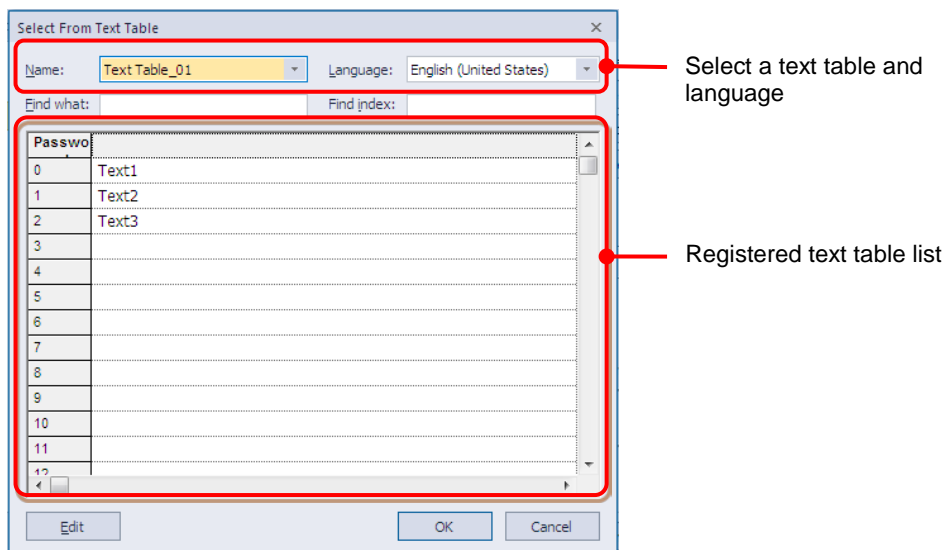 Select From Text Table
Name: Text Table_01 Language: English (United States)
Select a text table and
language
Find what: Find index:
Passwo
0 Text1
1 Text2
2 Text3
3
4
5
6
7
8
9
10
11
12
Registered text table list
Edit OK Cancel